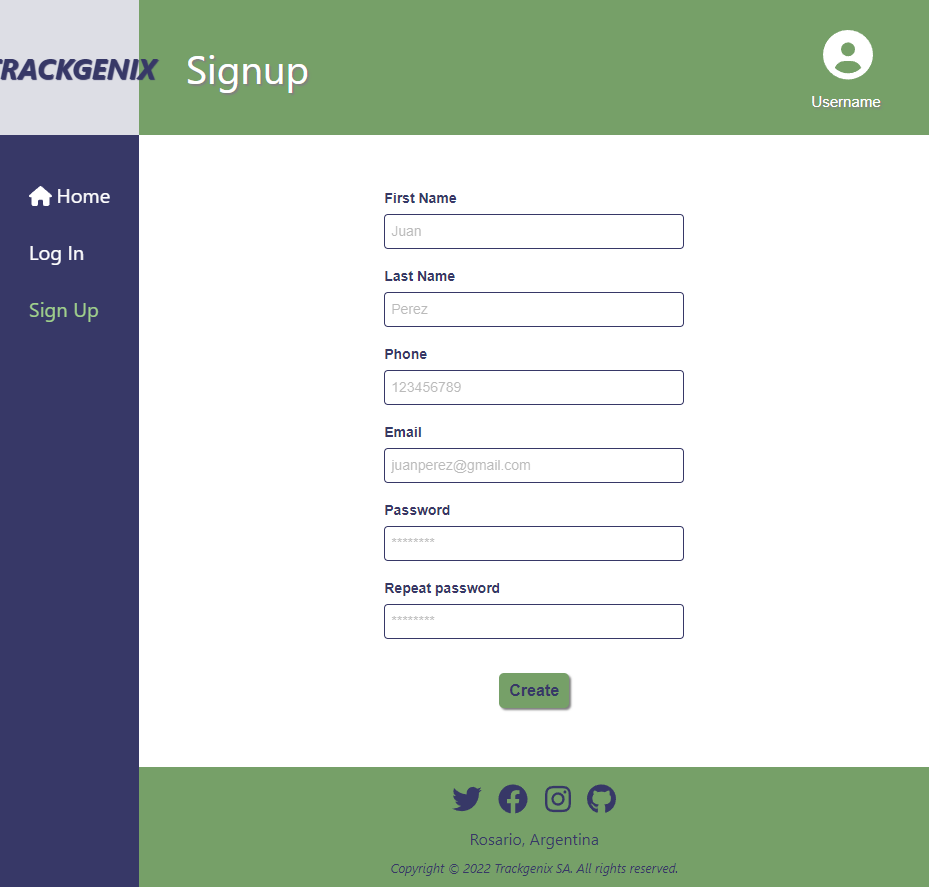 TRACKGENIX
Signup
Username
Home
Log In
Sign Up
First Name
Juan
Last Name
Perez
Phone
123456789
Email
juanperez@gmail.com
Password
********
Repeat password
********
Create
Rosario, Argentina
Copyright © 2022 Trackgenix SA. All rights reserved.